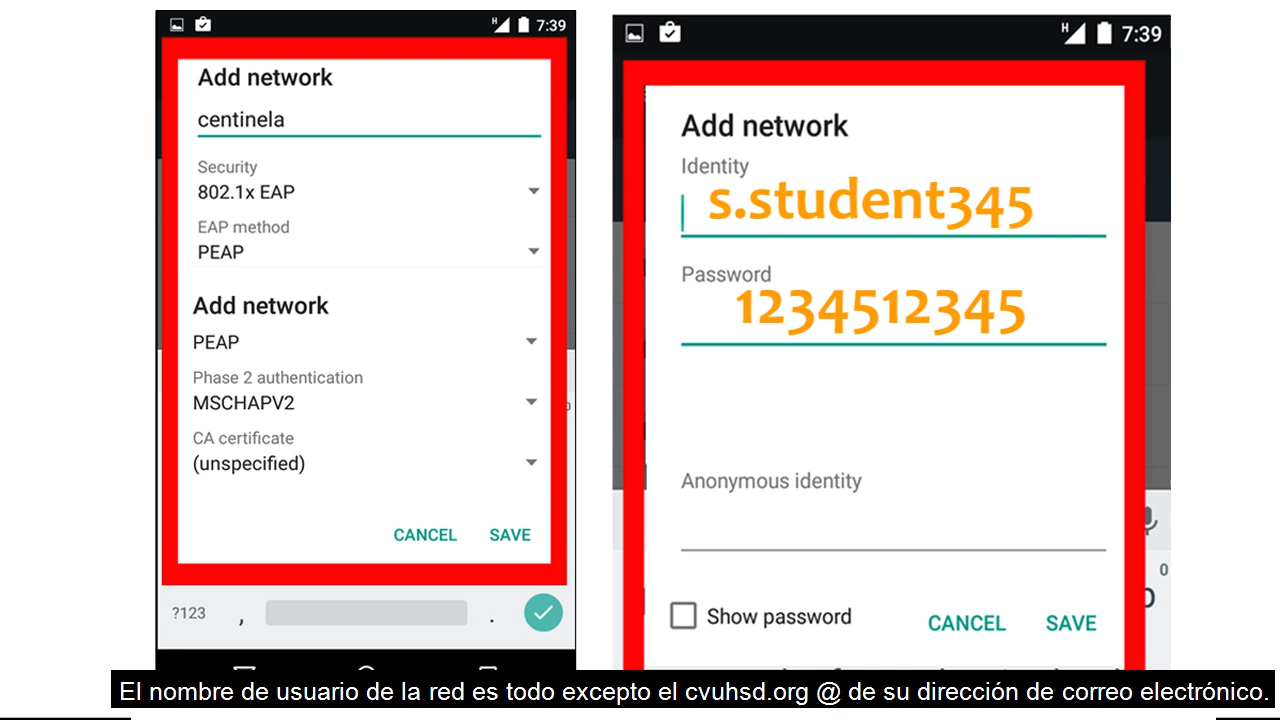 H 7:39
Add network
centinela
Security
802.1x EAP
EAP method
PEAP
Add network
PEAP
Phase 2 authentication
MSCHAPV2
CA certificate
(unspecified)
CANCEL SAVE
?123 , .
H 7:39
Add network
Identity
s.student345
Password
1234512345
Anonymous identity
Show password
CANCEL SAVE
0
El nombre de usuario de la red es todo excepto el cvuhsd.org @ de su dirección de correo electrónico.